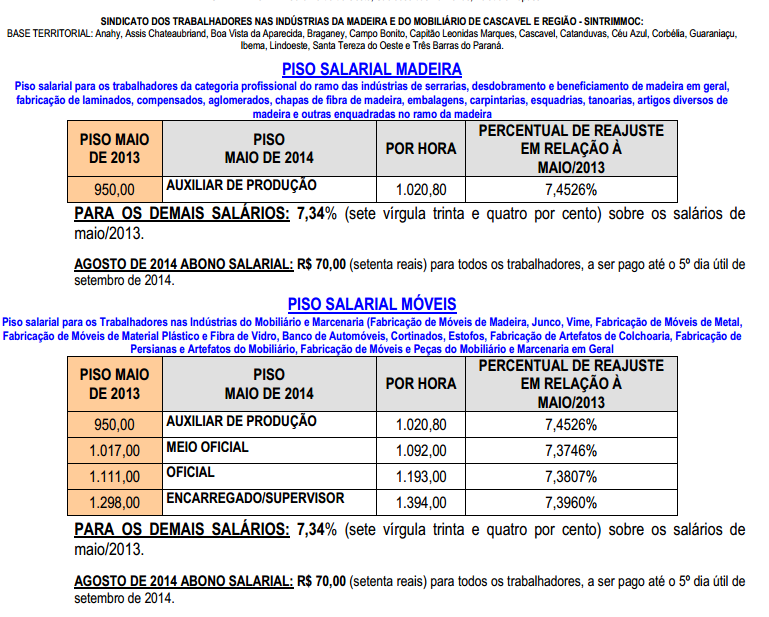 SINDICATO DOS TRABALHADORES NAS INDÚSTRIAS DA MADEIRA E DO MOBILIÁRIO DE CASCAVEL E REGIÃO - SINTRIMMOC:
BASE TERRITORIAL: Anahy, Assis Chateaubriand, Boa Vista da Aparecida, Braganey, Campo Bonito, Capitão Leonidas Marques, Cascavel, Catanduvas, Céu Azul, Corbélia, Guaraniaçu,
Ibema, Lindoeste, Santa Tereza do Oeste e Três Barras do Paraná.
PISO SALARIAL MADEIRA
Piso salarial para os trabalhadores da categoria profissional do ramo das indústrias de serrarias, desdobramento e beneficiamento de madeira em geral,
fabricação de laminados, compensados, aglomerados, chapas de fibra de madeira, embalagens, carpintarias, esquadrias, tanoarias, artigos diversos de
madeira e outras enquadradas no ramo da madeira
PISO MAIO DE 2013 PISO MAIO DE 2014 POR HORA PERCENTUAL DE REAJUSTE EM RELAÇÃO À MAIO/2013
950,00 AUXILIAR DE PRODUÇÃO 1.020,80 7,4526%
PARA OS DEMAIS SALÁRIOS: 7,34% (sete vírgula trinta e quatro por cento) sobre os salários de
maio/2013.
AGOSTO DE 2014 ABONO SALARIAL: R$ 70,00 (setenta reais) para todos os trabalhadores, a ser pago até o 5º dia útil de
setembro de 2014.
PISO SALARIAL MÓVEIS
Piso salarial para os Trabalhadores nas Indústrias do Mobiliário e Marcenaria (Fabricação de Móveis de Madeira, Junco, Vime, Fabricação de Móveis de Metal,
Fabricação de Móveis de Material Plástico e Fibra de Vidro, Banco de Automóveis, Cortinados, Estofos, Fabricação de Artefatos de Colchoaria, Fabricação de
Persianas e Artefatos do Mobiliário, Fabricação de Móveis e Peças do Mobiliário e Marcenaria em Geral
PISO MAIO DE 2013 PISO MAIO DE 2014 POR HORA PERCENTUAL DE REAJUSTE EM RELAÇÃO À MAIO/2013
950,00 AUXILIAR DE PRODUÇÃO 1.020,80 7,4526%
1.017,00 MEIO OFICIAL 1.092,00 7,3746%
1.111,00 OFICIAL 1.193,00 7,3807%
1.298,00 ENCARREGADO/SUPERVISOR 1.394,00 7,3960%
PARA OS DEMAIS SALÁRIOS: 7,34% (sete vírgula trinta e quatro por cento) sobre os salários de
maio/2013.
AGOSTO DE 2014 ABONO SALARIAL: R$ 70,00 (setenta reais) para todos os trabalhadores, a ser pago até o 5º dia útil de
setembro de 2014.